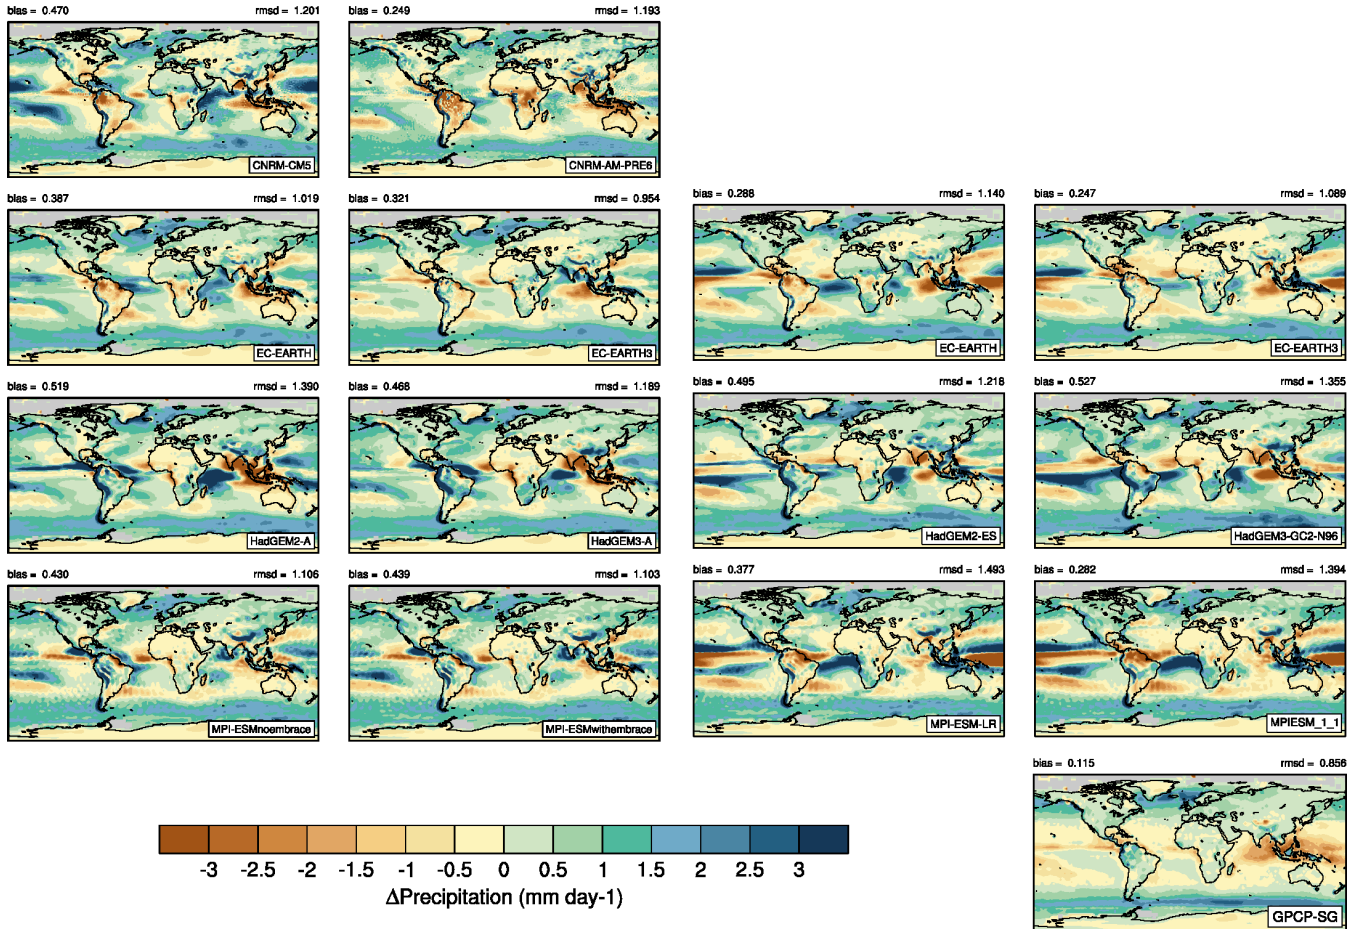 bias = 0.470 rmsd = 1.201
bias = 0.249 rmsd = 1.193
CNRM-CM5
CNRM-AM-PRE6
bias = 0.387 rmsd = 1.019
bias = 0.321 rmsd = 0.954
bias = 0.288 rmsd = 1.140
bias = 0.247 rmsd = 1.089
EC-EARTH
EC-EARTH3
EC-EARTH
EC-EARTH3
bias = 0.519 rmsd = 1.390
bias = 0.468 rmsd = 1.189
bias = 0.495 rmsd = 1.218
bias = 0.527 rmsd = 1.355
HadGEM2-A
HadGEM3-A
HadGEM2-ES
HadGEM3-GC2-N96
bias = 0.430 rmsd = 1.106
bias = 0.439 rmsd = 1.103
bias = 0.377 rmsd = 1.493
bias = 0.282 rmsd = 1.394
MPI-ESMnoembrace
MPI-ESMwithembrace
MPI-ESM-LR
MPIESM_1_1
bias = 0.115 rmsd = 0.856
GPCP-SG
-3 -2.5 -2 -1.5 -1 -0.5 0 0.5 1 1.5 2 2.5 3
ΔPrecipitation (mm day-1)